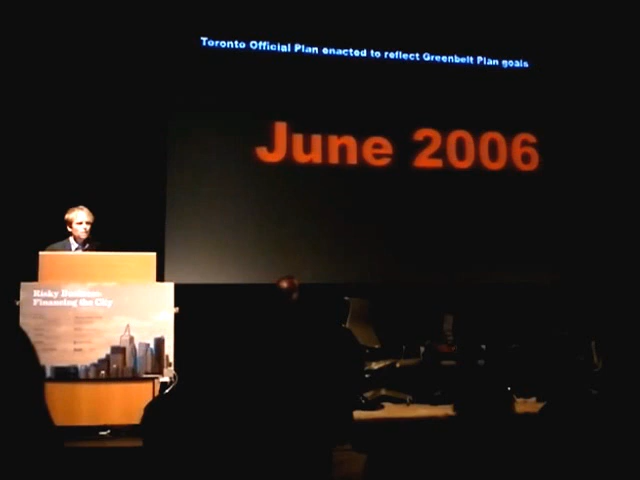 Toronto Official Plan enacted to reflect Greenbelt Plan goals
June 2006
Risky Business:
Financing the City